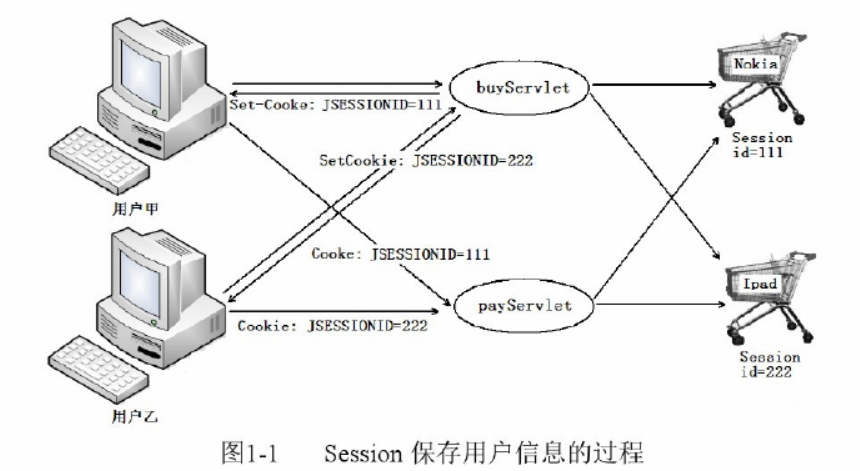 buyServlet
Nokia
Set-Cooke: JSESSIONID=111
Session
id=111
SetCookie: JSESSIONID=222
用户甲
Cooke: JSESSIONID=111
Ipad
payServlet
Cookie: JSESSIONID=222
Session
id=222
用户乙
图1-1 Session 保存用户信息的过程